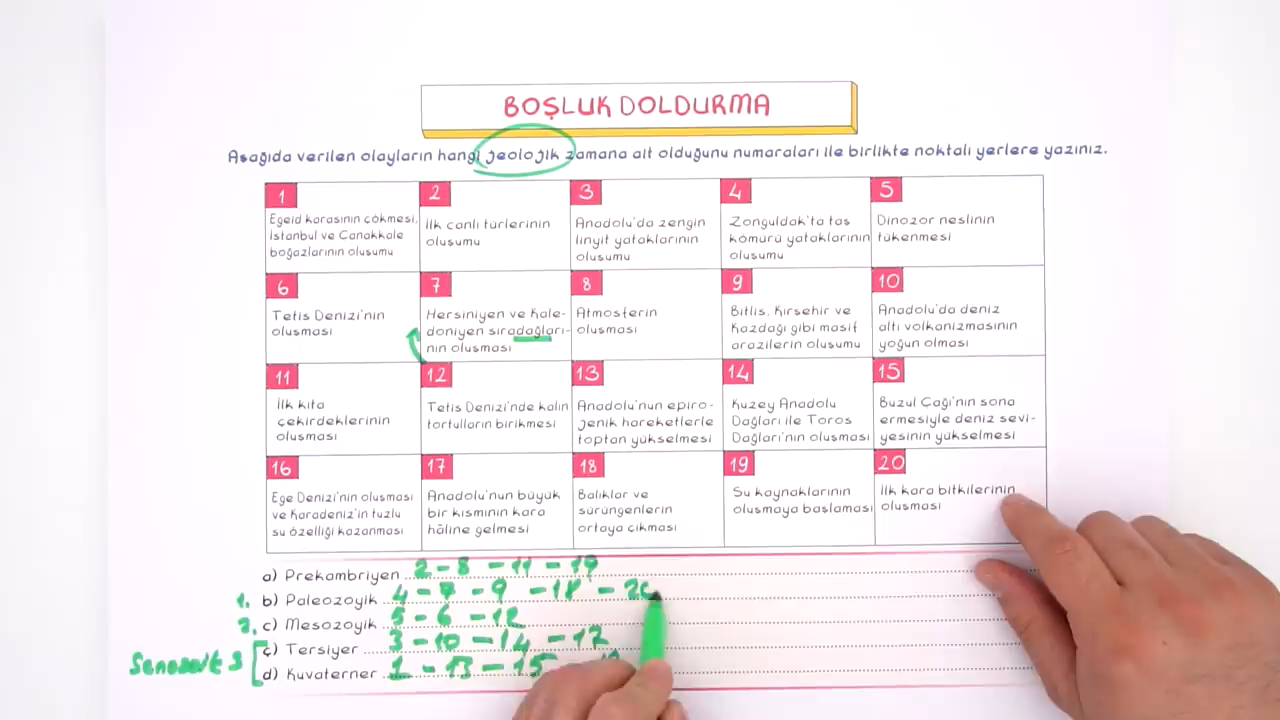 BOŞLUK DOLDURMA
Aşağıda verilen olayların hangi jeolojik zamana ait olduğunu numaraları ile birlikte noktalı yerlere yazınız.
1
Egeid karasının çökmesi,
İstanbul ve Çanakkale
boğazlarının oluşumu
2
İlk canlı türlerinin
oluşumu
3
Anadolu'da zengin
linyit yataklarının
oluşumu
4
Zonguldak'ta taş
kömürü yataklarının
oluşumu
5
Dinozor neslinin
tükenmesi
6
Tetis Denizi'nin
oluşması
7
Hersiniyen ve Kale-
doniyen sıradağları-
nın oluşması
8
Atmosferin
oluşması
9
Bitlis, Kırşehir ve
Kazdağı gibi masif
arazilerin oluşumu
10
Anadolu'da deniz
altı volkanizmasının
yoğun olması
11
İlk kıta
çekirdeklerinin
oluşması
12
Tetis Denizi'nde kalın
tortulların birikmesi
13
Anadolu'nun epiro-
jenik hareketlerle
toptan yükselmesi
14
Kuzey Anadolu
Dağları ile Toros
Dağları'nın oluşması
15
Buzul Çağı'nın sona
ermesiyle deniz sevi-
yesinin yükselmesi
16
Ege Denizi'nin oluşması
ve Karadeniz'in tuzlu
su özelliği kazanması
17
Anadolu'nun büyük
bir kısmının kara
hâline gelmesi
18
Balıklar ve
sürüngenlerin
ortaya çıkması
19
Su kaynaklarının
oluşmaya başlaması
20
İlk kara bitkilerinin
oluşması
a) Prekambriyen 2 - 8 - 11 - 19
1. b) Paleozoyik 4 - 7 - 9 - 18 - 20
2. c) Mesozoyik 5 - 6 - 12
ç) Tersiyer 3 - 10 - 14 - 17
3 d) Kuvaterner 1 - 13 - 15